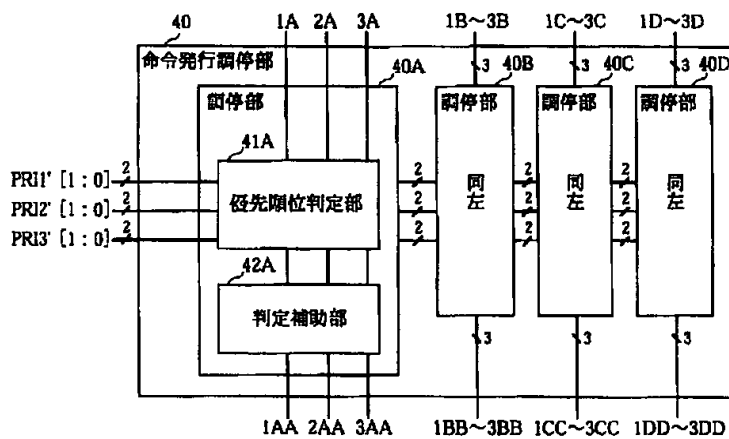 40
1A 2A 3A 1B～3B 1C～3C 1D～3D
命令発行調停部
40A 3 40B 3 40C 3 40D
調停部 調停部 調停部 調停部
41A
PRI1' [1:0] 2
PRI2' [1:0] 2
PRI3' [1:0] 2
優先順位判定部
2 2 2
2 2 2
2 2 2
同左 同左 同左
42A
判定補助部
3 3 3
1AA 2AA 3AA 1BB～3BB 1CC～3CC 1DD～3DD